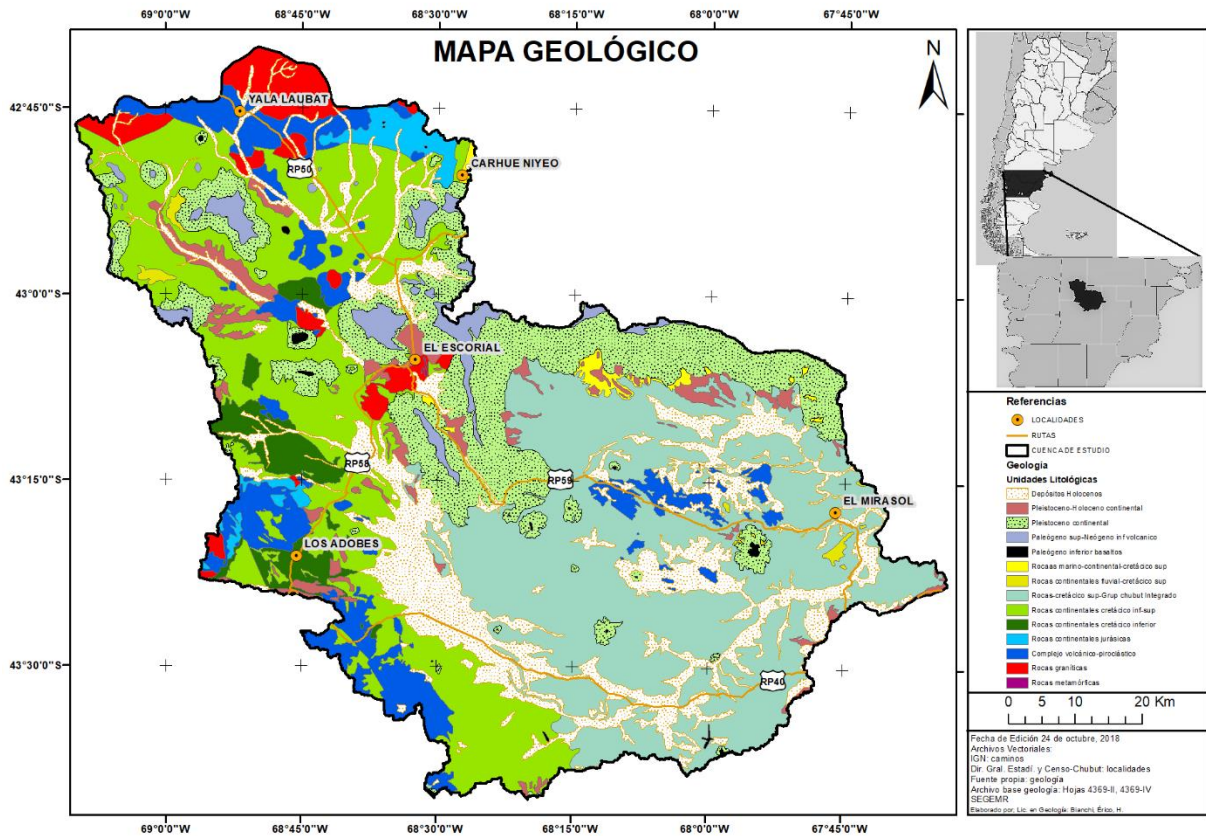 69°0'0"W 68°45'0"W 68°30'0"W 68°15'0"W 68°0'0"W 67°45'0"W
MAPA GEOLÓGICO
N
42°45'0"S
43°0'0"S
43°15'0"S
43°30'0"S
YALA LAUBAT
RP50
CARHUE NIYEO
EL ESCORIAL
RP58
RP59
EL MIRASOL
LOS ADOBES
RP40
69°0'0"W 68°45'0"W 68°30'0"W 68°15'0"W 68°0'0"W 67°45'0"W
Referencias
LOCALIDADES
RUTAS
CUENCA DE ESTUDIO
Geología
Unidades Litológicas
Depósitos Holocenos
Pleistoceno-Holoceno continental
Pleistoceno continental
Paleógeno sup-Neógeno inf volcanico
Paleógeno inferior basaltos
Rocaas marino-continental-cretácico sup
Rocas continentales fluvial-cretácico sup
Rocas-cretácico sup-Grup chubut Integrado
Rocas continentales cretácico inf-sup
Rocas continentales cretácico inferior
Rocas continentales jurásicas
Complejo volcánico-piroclástico
Rocas graníticas
Rocas metamórficas
0 5 10 20 Km
Fecha de Edición 24 de octubre, 2018
Archivos Vectoriales:
IGN: caminos
Dir. Gral. Estadí. y Censo-Chubut: localidades
Fuente propia: geología
Archivo base geología: Hojas 4369-II, 4369-IV
SEGEMR
Elaborado por: Lic. en Geología: Bianchi, Érico, H.